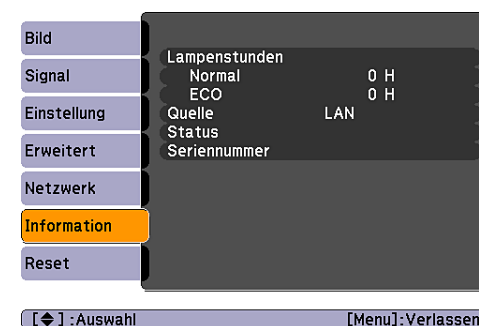 Bild
Signal
Einstellung
Erweitert
Netzwerk
Information
Reset
Lampenstunden
Normal 0 H
ECO 0 H
Quelle LAN
Status
Seriennummer
[◆] :Auswahl [Menu]:Verlassen